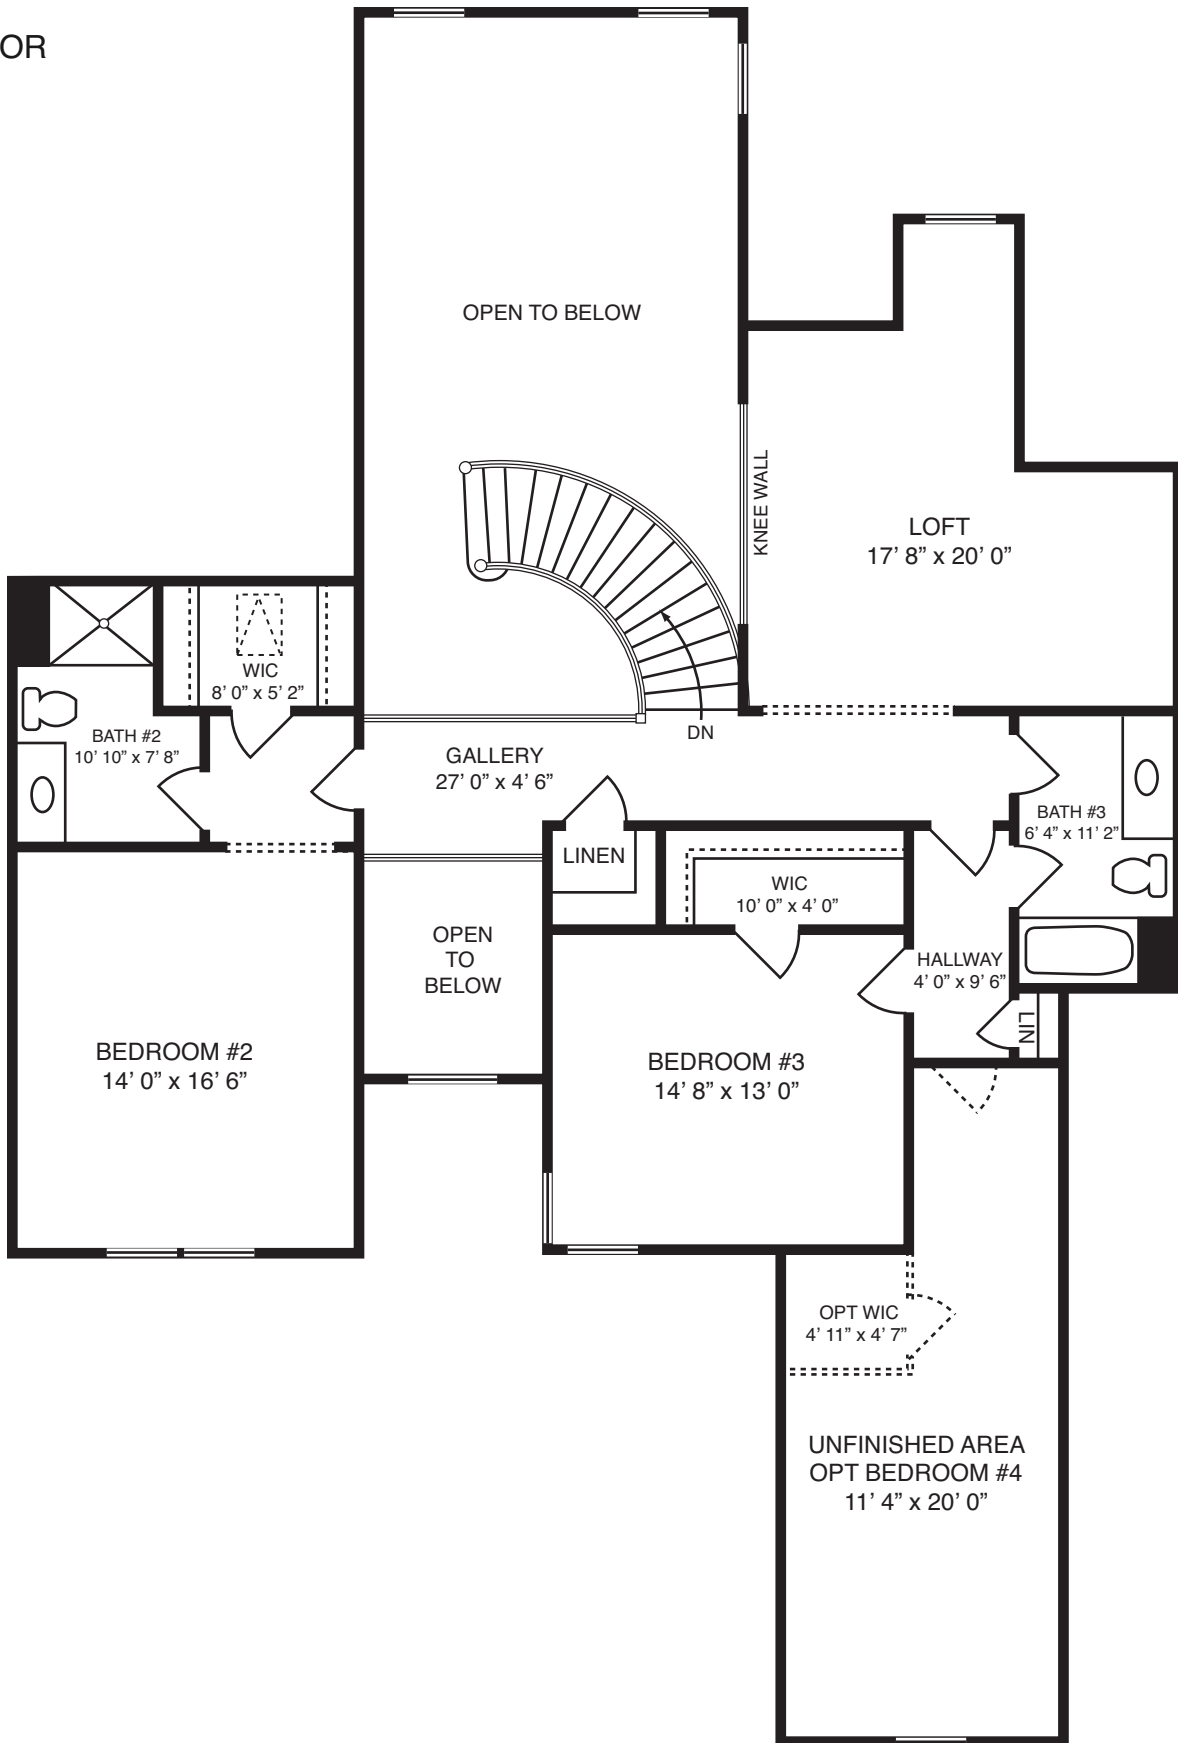 OR
OPEN TO BELOW
KNEE WALL
LOFT
17' 8” x 20' 0”
WIC
8' 0” x 5' 2”
BATH #2
10' 10” x 7' 8”
DN
GALLERY
27' 0” x 4' 6”
BATH #3
6' 4” x 11' 2”
LINEN
WIC
10' 0” x 4' 0”
OPEN
TO
BELOW
HALLWAY
4' 0” x 9' 6”
LIN
BEDROOM #2
14' 0” x 16' 6”
BEDROOM #3
14' 8” x 13' 0”
OPT WIC
4' 11” x 4' 7”
UNFINISHED AREA
OPT BEDROOM #4
11' 4” x 20' 0”